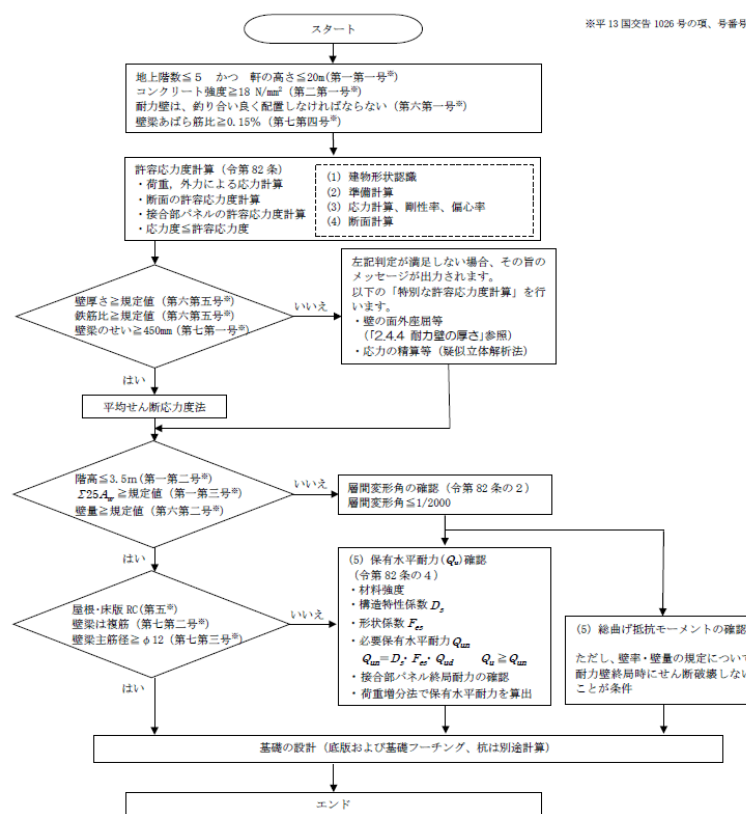 スタート
※平 13 国交告 1026 号の項、号番号
地上階数≦５　かつ　軒の高さ≦20m(第一第一号※)
コンクリート強度≧18 N/mm²（第二第一号※）
耐力壁は、釣り合い良く配置しなければならない（第六第一号※）
壁梁あばら筋比≧0.15%（第七第四号※）
許容応力度計算（令第 82 条）
・荷重，外力による応力計算
・断面の許容応力度計算
・接合部パネルの許容応力度計算
・応力度≦許容応力度
(1) 建物形状認識
(2) 準備計算
(3) 応力計算、剛性率、偏心率
(4) 断面計算
壁厚さ≧規定値（第六第五号※）
鉄筋比≧規定値（第六第五号※）
壁梁のせい≧450mm(第七第一号※)
いいえ
左記判定が満足しない場合、その旨の
メッセージが出力されます。
以下の「特別な許容応力度計算」を行
います。
・壁の面外座屈等
（「2.4.4 耐力壁の厚さ」参照）
・応力の精算等（疑似立体解析法）
はい
平均せん断応力度法
階高≦3.5m(第一第二号※)
Σ25Aw≧規定値（第一第三号※）
壁量≧規定値（第六第二号※）
いいえ
層間変形角の確認（令第 82 条の２）
層間変形角≦1/2000
はい
屋根・床版 RC(第五※)
壁梁は複筋（第七第二号※）
壁梁主筋径≧φ12（第七第三号※）
いいえ
(5) 保有水平耐力(Qu)確認
（令第 82 条の４）
・材料強度
・構造特性係数 Ds
・形状係数 Fes
・必要保有水平耐力 Qun
Qun＝Ds・Fes・Qud　Qu≧Qun
・接合部パネル終局耐力の確認
・荷重増分法で保有水平耐力を算出
(5) 総曲げ抵抗モーメントの確認
ただし、壁率・壁量の規定について
耐力壁終局時にせん断破壊しない
ことが条件
はい
基礎の設計（底版および基礎フーチング、杭は別途計算）
エンド